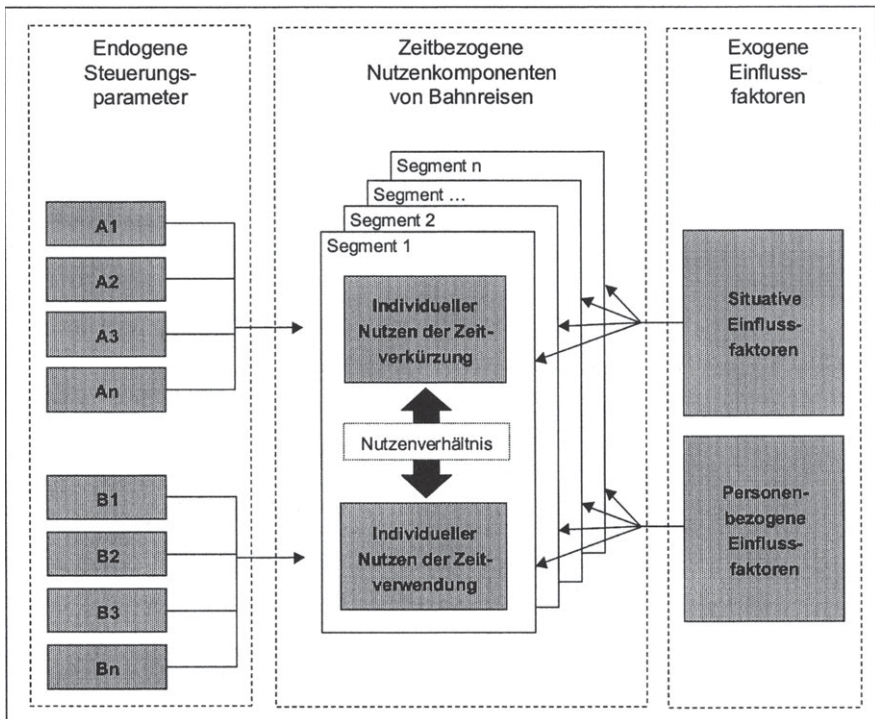 Endogene
Steuerungs-
parameter
A1
A2
A3
An
B1
B2
B3
Bn
Zeitbezogene
Nutzenkomponenten
von Bahnreisen
Segment n
Segment ...
Segment 2
Segment 1
Individueller
Nutzen der Zeit-
verkürzung
Nutzenverhältnis
Individueller
Nutzen der Zeit-
verwendung
Exogene
Einfluss-
faktoren
Situative
Einfluss-
faktoren
Personen-
bezogene
Einfluss-
faktoren